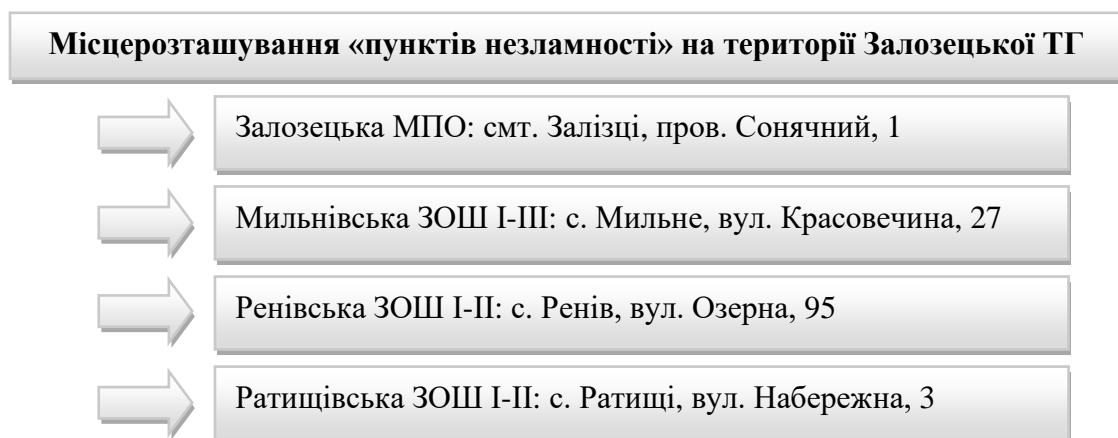 Місцерозташування «пунктів незламності» на території Залозецької ТГ
Залозецька МПО: смт. Залізці, пров. Сонячний, 1
Мильнівська ЗОШ І-ІІІ: с. Мильне, вул. Красовечина, 27
Ренівська ЗОШ І-ІІ: с. Ренів, вул. Озерна, 95
Ратищівська ЗОШ І-ІІ: с. Ратищі, вул. Набережна, 3